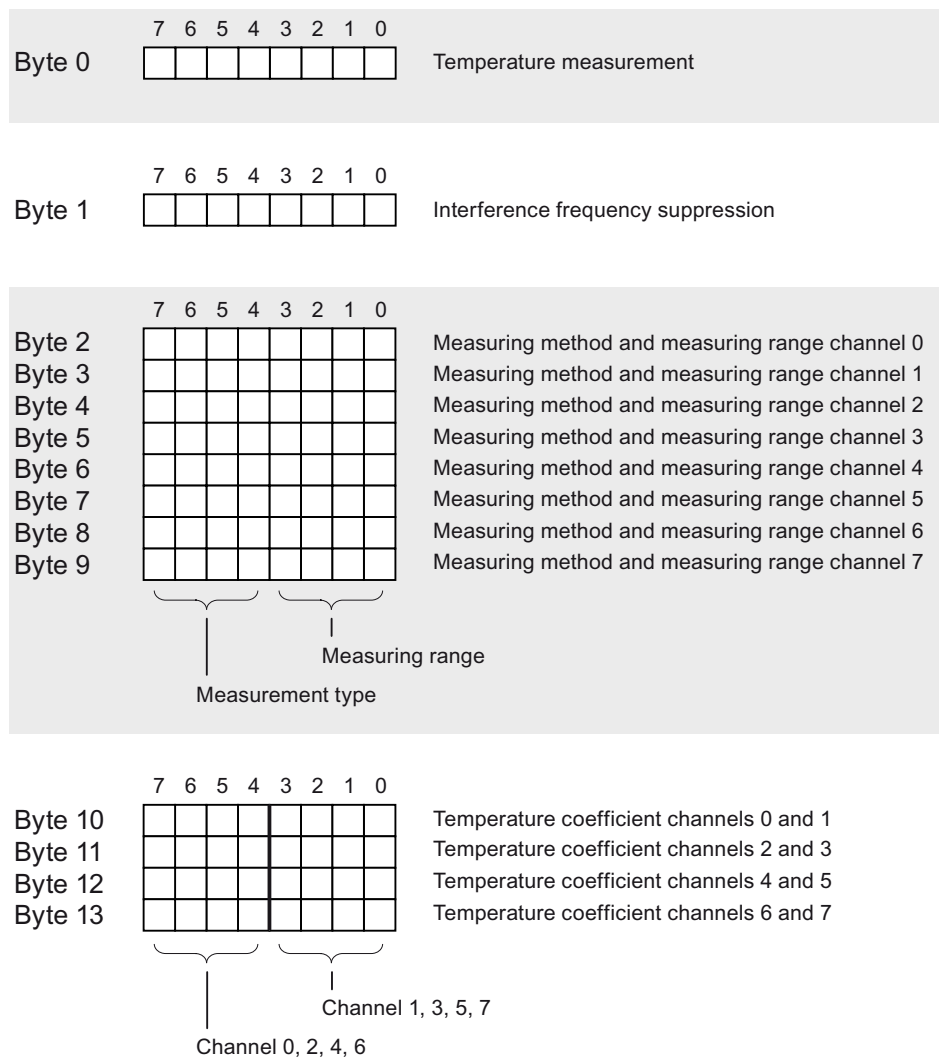 7 6 5 4 3 2 1 0
Byte 0 Temperature measurement
7 6 5 4 3 2 1 0
Byte 1 Interference frequency suppression
7 6 5 4 3 2 1 0
Byte 2 Measuring method and measuring range channel 0
Byte 3 Measuring method and measuring range channel 1
Byte 4 Measuring method and measuring range channel 2
Byte 5 Measuring method and measuring range channel 3
Byte 6 Measuring method and measuring range channel 4
Byte 7 Measuring method and measuring range channel 5
Byte 8 Measuring method and measuring range channel 6
Byte 9 Measuring method and measuring range channel 7
Measuring range
Measurement type
7 6 5 4 3 2 1 0
Byte 10 Temperature coefficient channels 0 and 1
Byte 11 Temperature coefficient channels 2 and 3
Byte 12 Temperature coefficient channels 4 and 5
Byte 13 Temperature coefficient channels 6 and 7
Channel 1, 3, 5, 7
Channel 0, 2, 4, 6